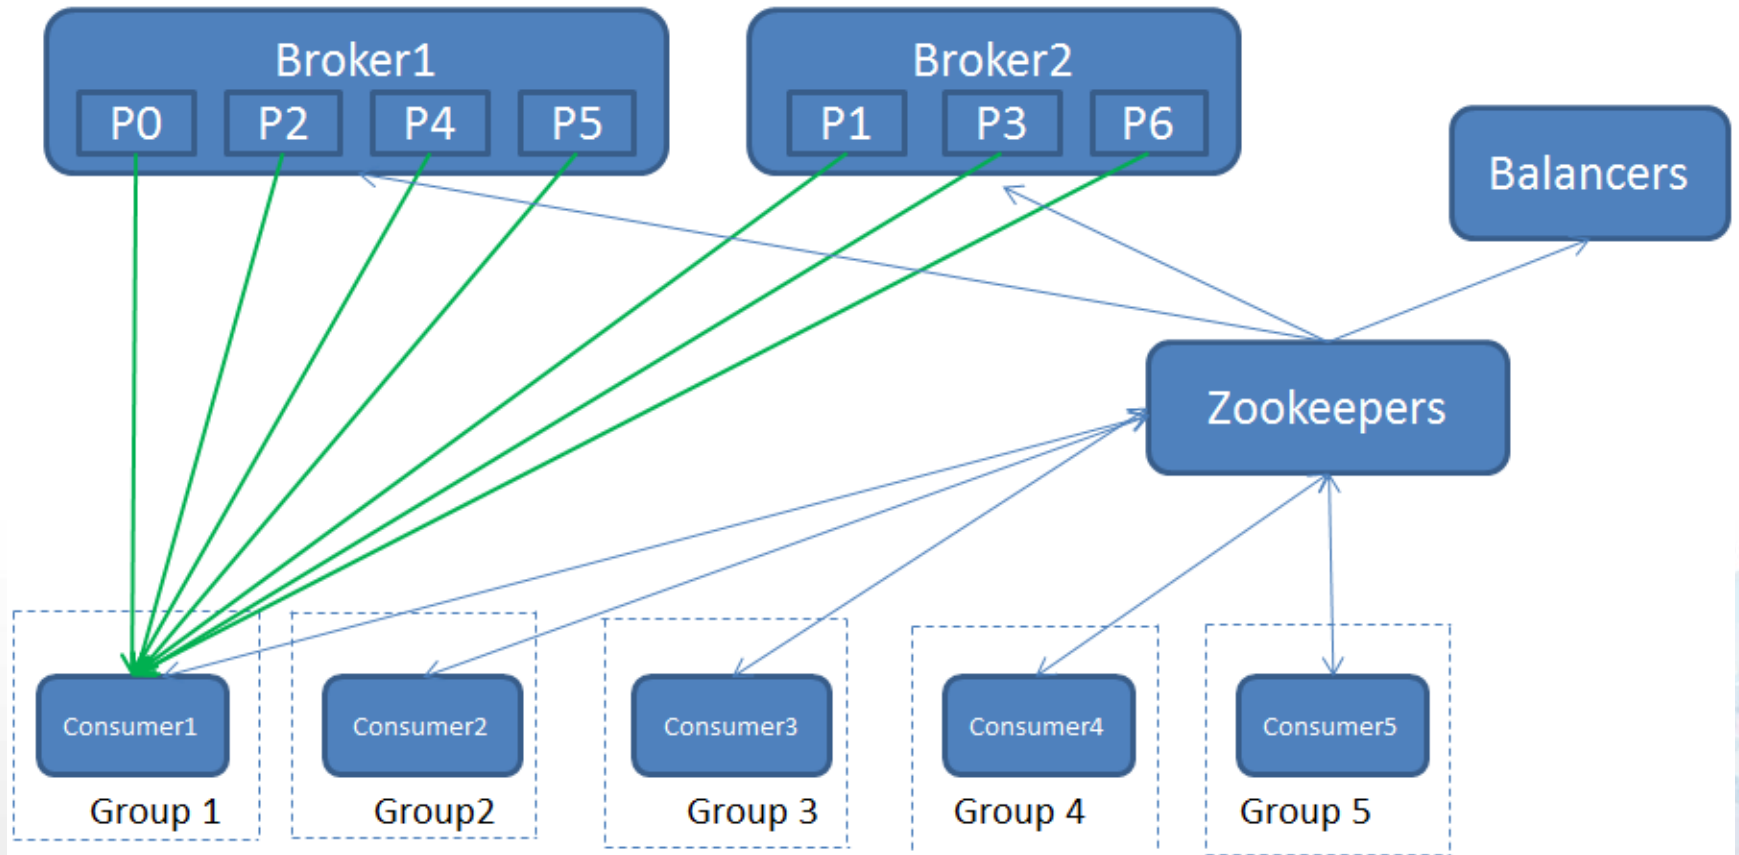 Broker1
P0 P2 P4 P5
Broker2
P1 P3 P6
Balancers
Zookeepers
Consumer1
Group 1
Consumer2
Group2
Consumer3
Group 3
Consumer4
Group 4
Consumer5
Group 5